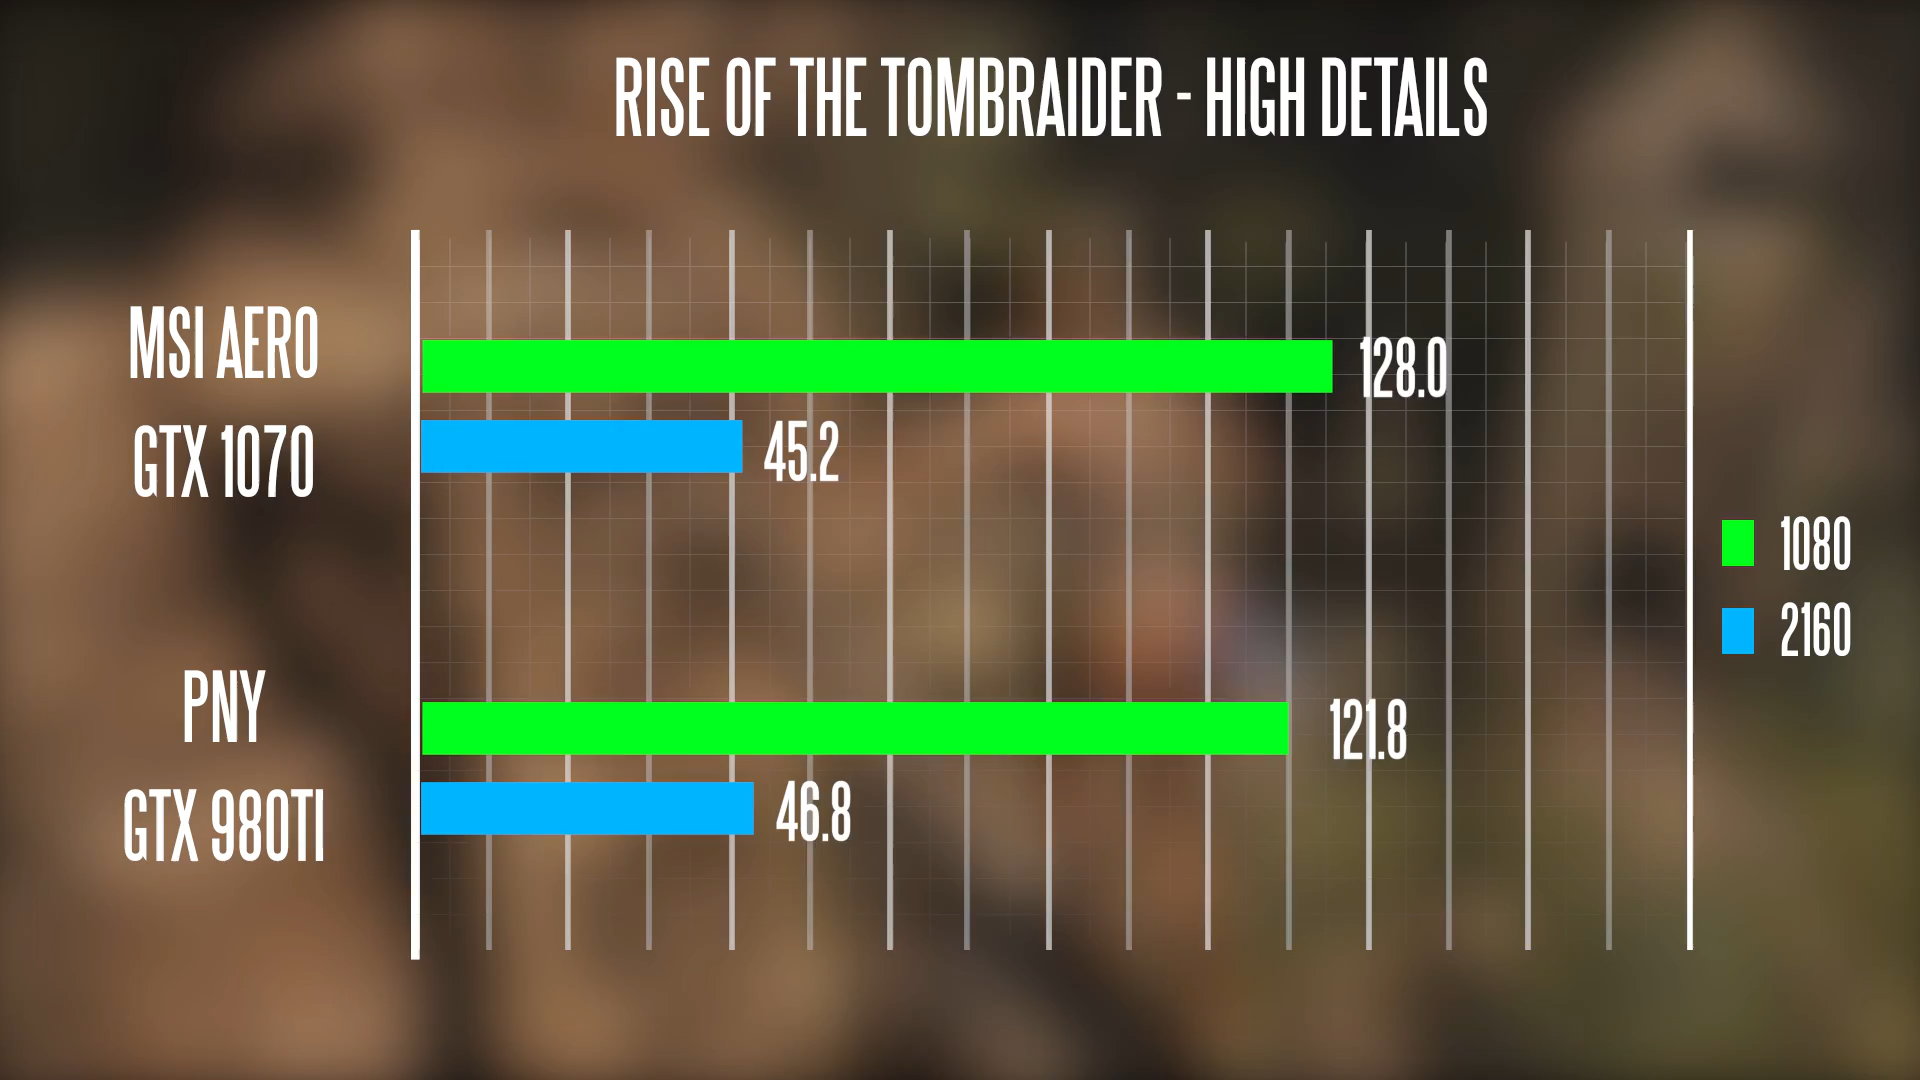 RISE OF THE TOMBRAIDER - HIGH DETAILS
MSI AERO
GTX 1070
128.0
45.2
PNY
GTX 980TI
121.8
46.8
1080
2160